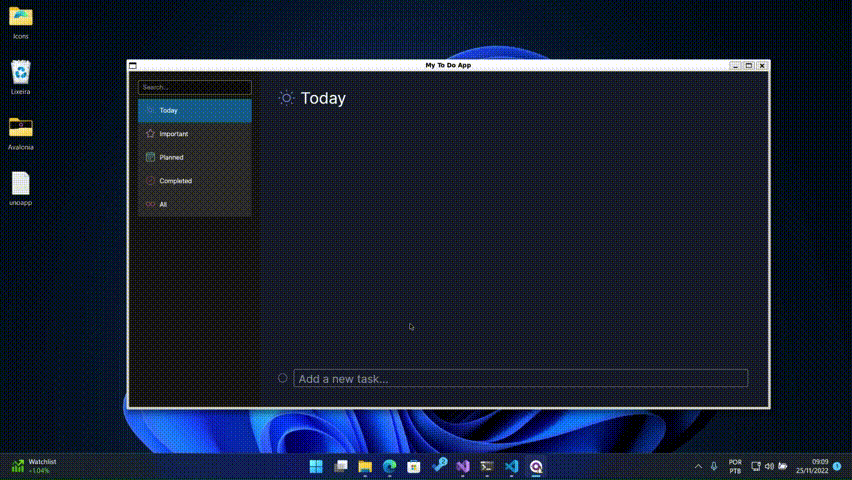 Icons
Lixeira
Avalonia
unoapp
My To Do App
Search...
Today
Important
Planned
Completed
All
Today
Add a new task...
Watchlist
+1.04%
POR
PTB
09:09
25/11/2022